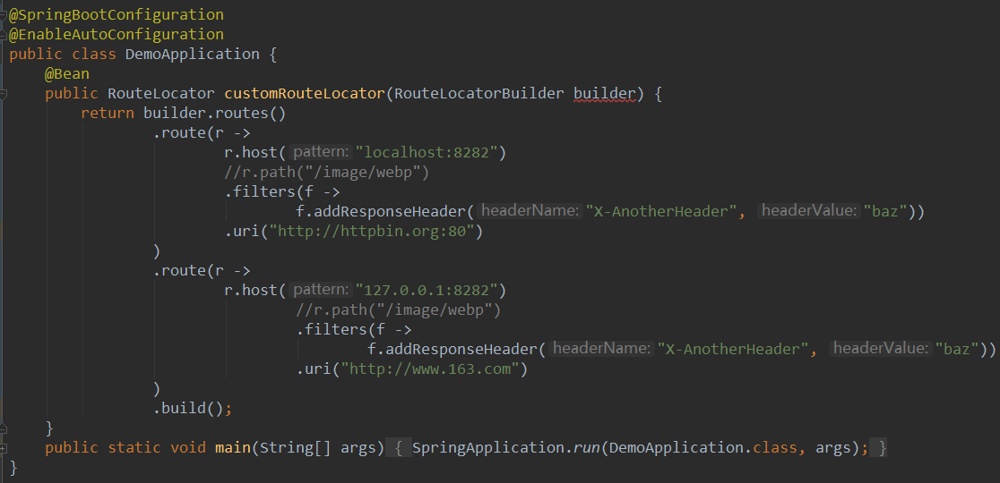 @SpringBootConfiguration
@EnableAutoConfiguration
public class DemoApplication {
    @Bean
    public RouteLocator customRouteLocator(RouteLocatorBuilder builder) {
        return builder.routes()
                .route(r ->
                        r.host( pattern: "localhost:8282")
                        //r.path("/image/webp")
                        .filters(f ->
                                f.addResponseHeader( headerName: "X-AnotherHeader", headerValue: "baz"))
                        .uri("http://httpbin.org:80")
                )
                .route(r ->
                        r.host( pattern: "127.0.0.1:8282")
                                //r.path("/image/webp")
                                .filters(f ->
                                        f.addResponseHeader( headerName: "X-AnotherHeader", headerValue: "baz"))
                                .uri("http://www.163.com")
                )
                .build();
    }
    public static void main(String[] args) { SpringApplication.run(DemoApplication.class, args); }
}